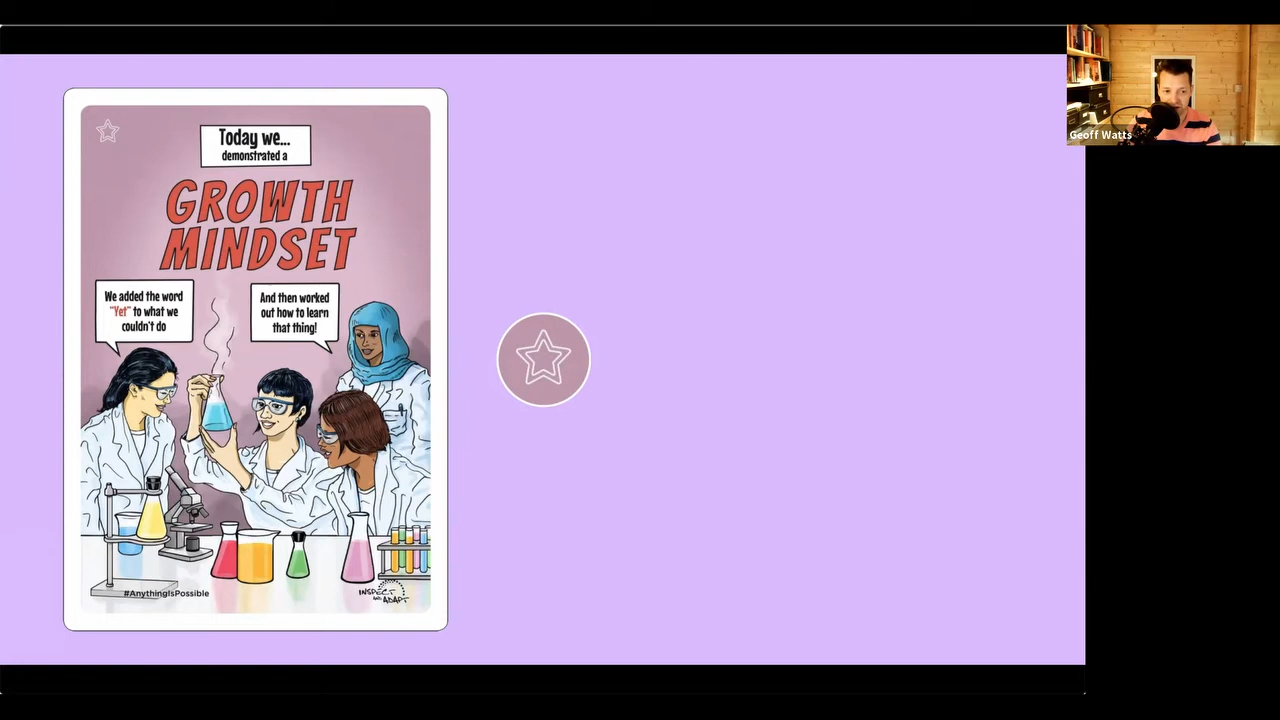 Today we...
demonstrated a
GROWTH
MINDSET
We added the word
"Yet" to what we
couldn't do
And then worked
out how to learn
that thing!
#AnythingIsPossible
INSPECT
AND ADAPT
Geoff Watts